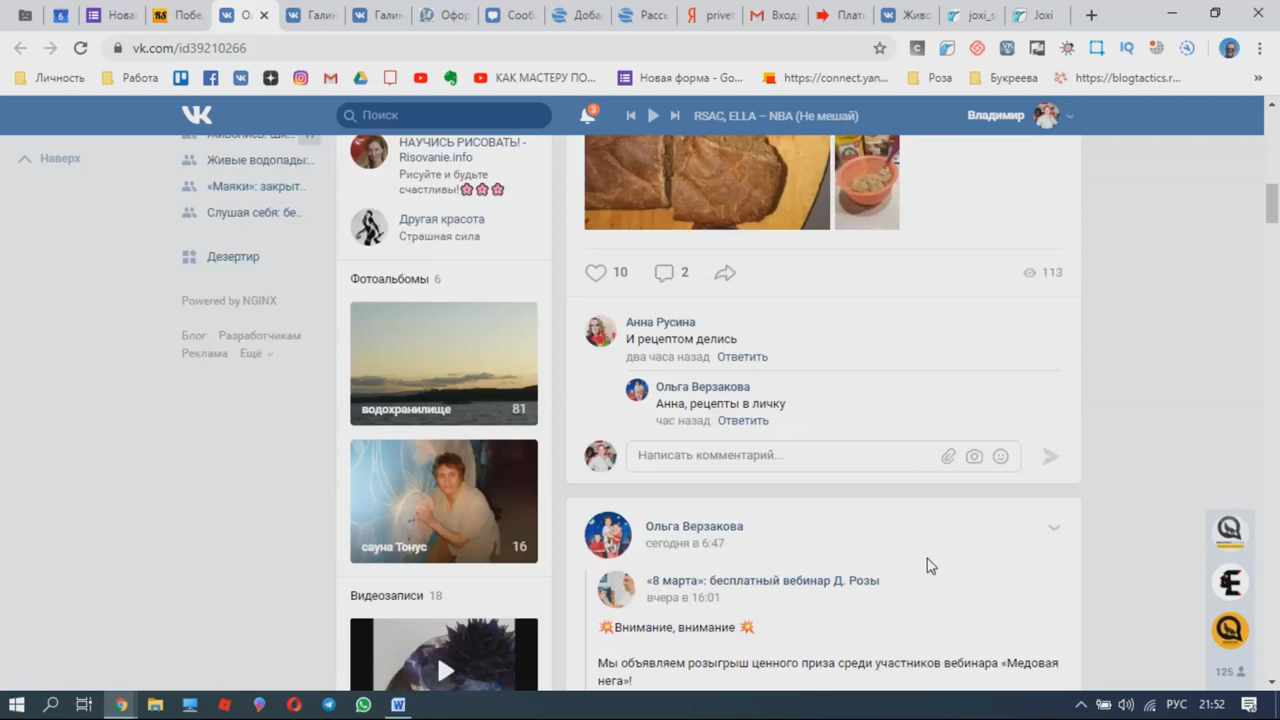 Нова
Побе
О
Галин
Гали
Офор
Сооб
Доба
Расс
privet
Входя
Плат
Живо
joxi_s
Joxi
vk.com/id39210266
Личность
Работа
КАК МАСТЕРУ ПО...
Новая форма - Go...
https://connect.yan...
Роза
Букреева
https://blogtactics.r...
Поиск
3
RSAC, ELLA – NBA (Не мешай)
Владимир
Наверх
Живопись: шк...
17
Живые водопады:..
«Маяки»: закрыт..
Слушая себя: бе..
Дезертир
Powered by NGINX
Блог Разработчикам
Реклама Ещё
НАУЧИСЬ РИСОВАТЬ! -
Risovanie.info
Рисуйте и будьте
счастливы!🌸🌸🌸
Другая красота
Страшная сила
Фотоальбомы 6
водохранилище 81
сауна Тонус 16
Видеозаписи 18
10 2 113
Анна Русина
И рецептом делись
два часа назад Ответить
Ольга Верзакова
Анна, рецепты в личку
час назад Ответить
Написать комментарий...
Ольга Верзакова
сегодня в 6:47
«8 марта»: бесплатный вебинар Д. Розы
вчера в 16:01
💥Внимание, внимание 💥
Мы объявляем розыгрыш ценного приза среди участников вебинара «Медовая
нега»!
125
РУС 21:52